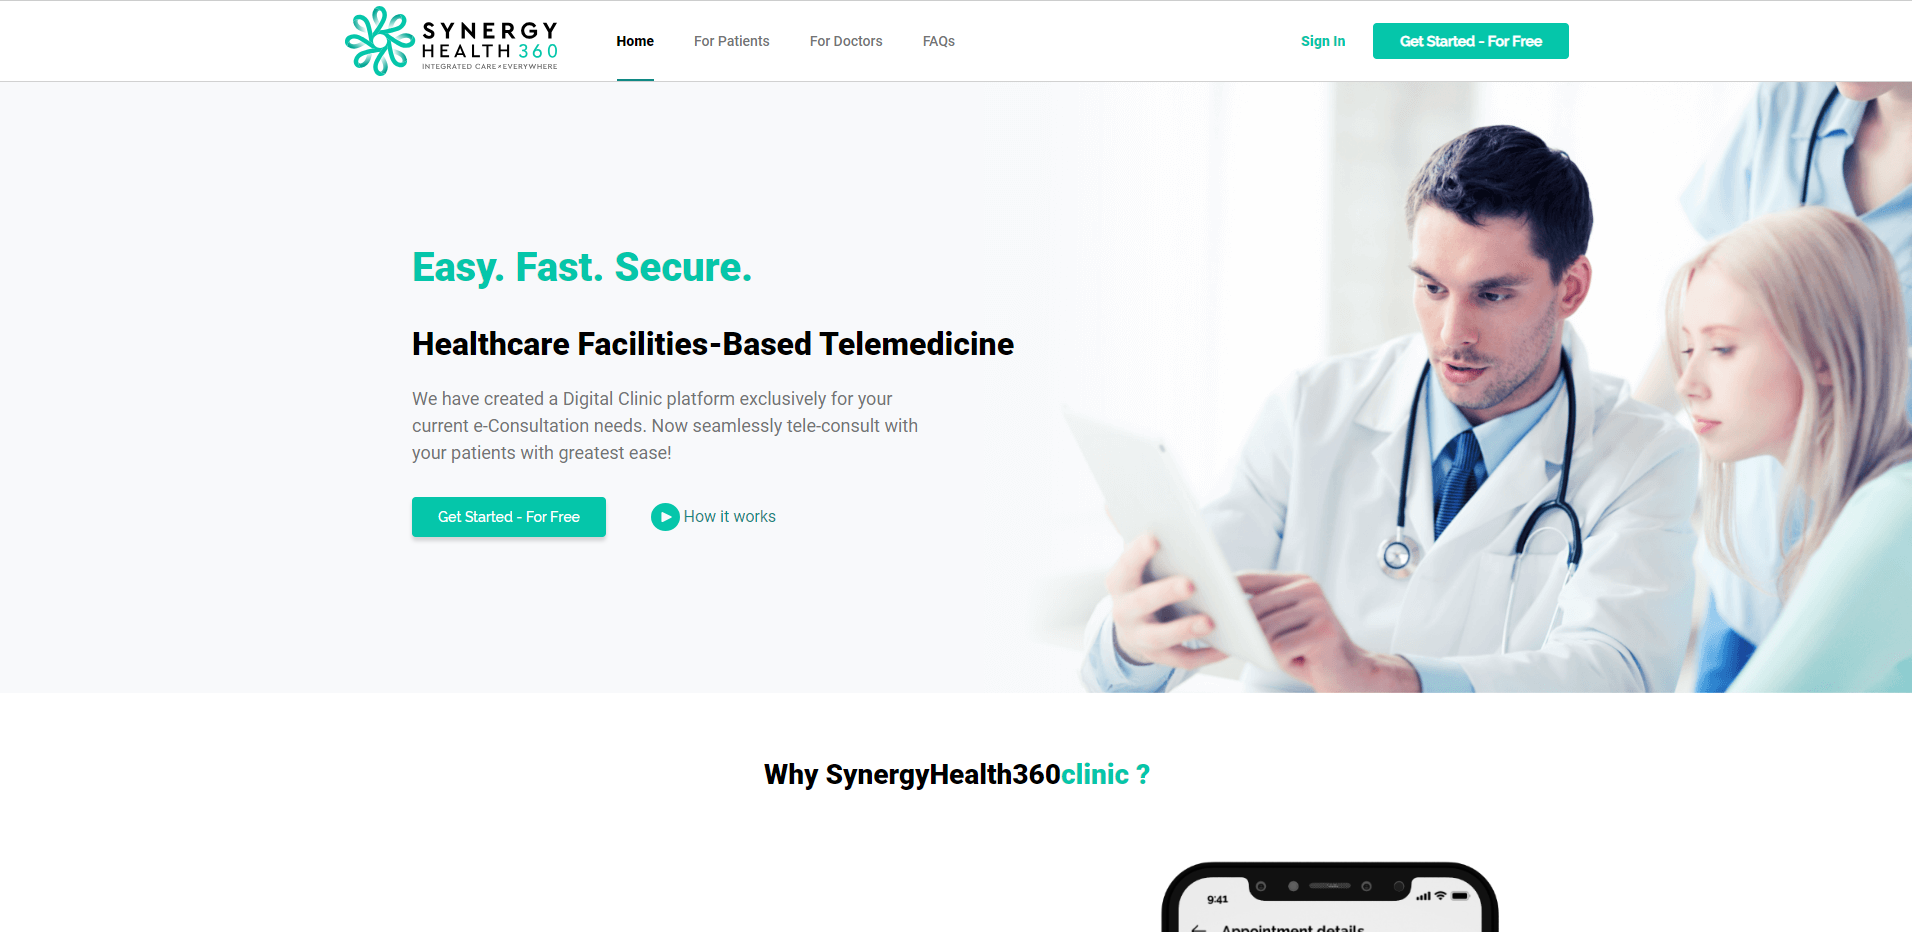 SYNERGY
HEALTH 360
INTEGRATED CARE • EVERYWHERE
Home
For Patients
For Doctors
FAQs
Sign In
Get Started - For Free
Easy. Fast. Secure.
Healthcare Facilities-Based Telemedicine
We have created a Digital Clinic platform exclusively for your
current e-Consultation needs. Now seamlessly tele-consult with
your patients with greatest ease!
Get Started - For Free
How it works
Why SynergyHealth360clinic ?
9:41
Appointment details